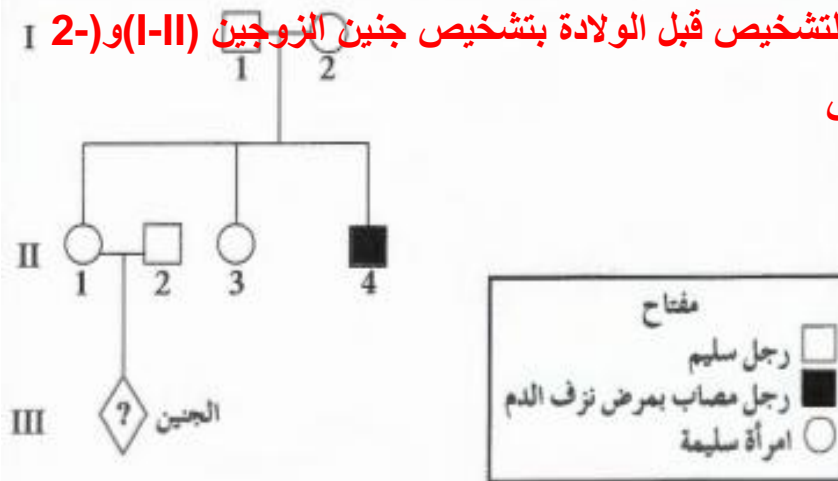 لتشخيص قبل الولادة بتشخيص جنين الزوجين (I-II)و(-2
I
1 2
II
1 2 3 4
III ? الجنين
مفتاح
رجل سليم
رجل مصاب بمرض نزف الدم
امرأة سليمة